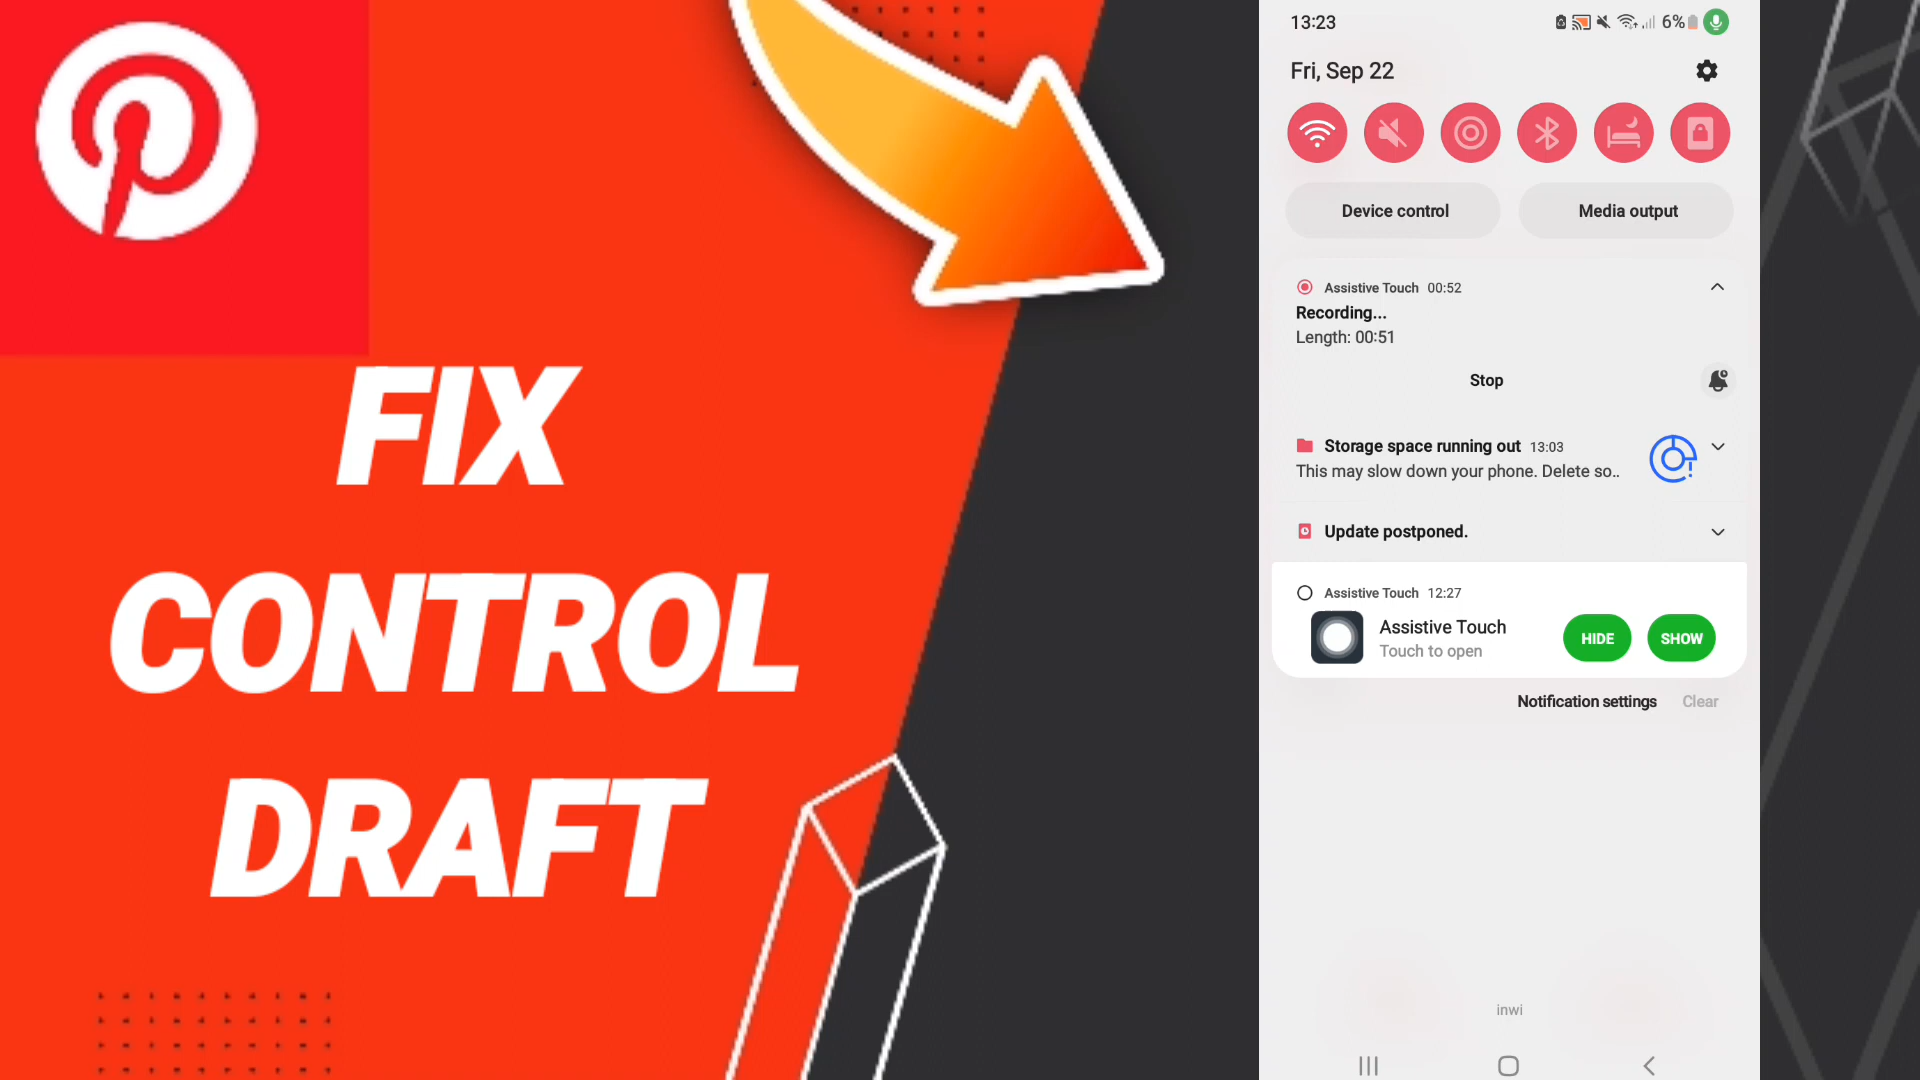 FIX
CONTROL
DRAFT
13:23
6%
Fri, Sep 22
Device control
Media output
Assistive Touch 00:52
Recording...
Length: 00:51
Stop
Storage space running out 13:03
This may slow down your phone. Delete so..
Update postponed.
Assistive Touch 12:27
Assistive Touch
Touch to open
HIDE
SHOW
Notification settings
Clear
inwi